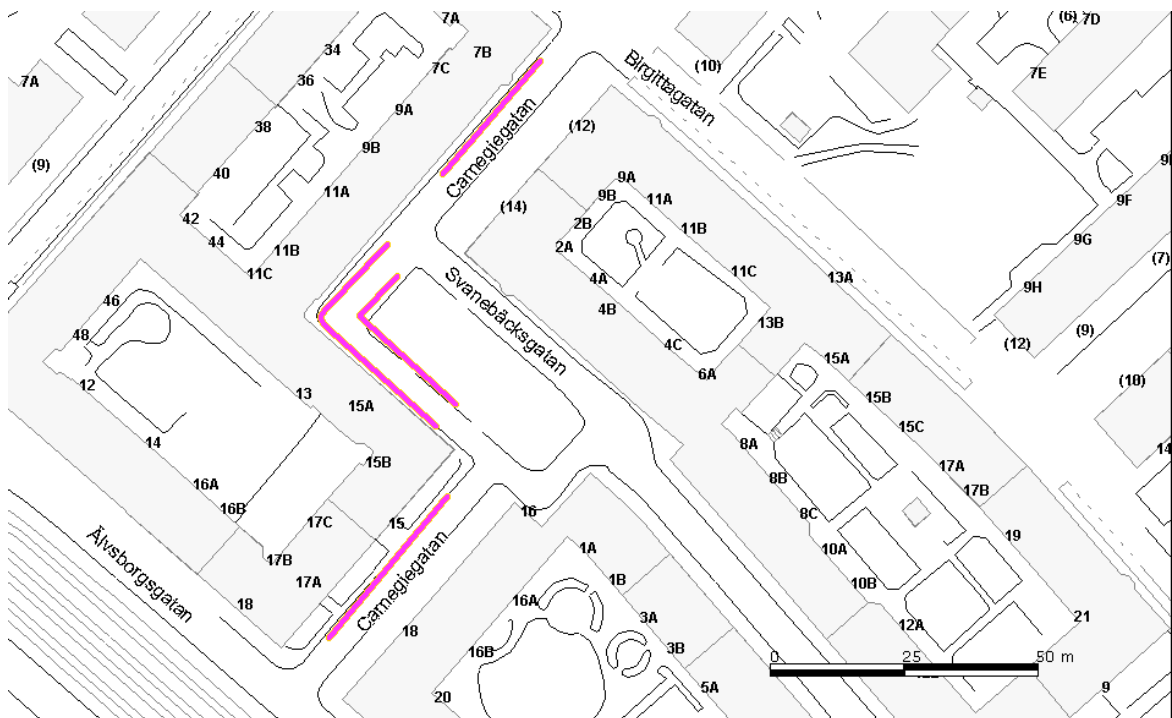 7A
7B
7C
34
36
38
40
42
44
9A
9B
11A
11B
11C
7A
(9)
Carnegiegatan
Birgittagatan
(10)
(6)
7D
7E
(12)
(14)
9A
9B
11A
11B
11C
2B
2A
4A
4B
4C
6A
13A
13B
9F
9G
9H
(7)
(9)
(12)
(10)
14
Svanebäcksgatan
46
48
12
13
14
15A
15B
16A
16B
17C
17B
17A
15
18
Älvsborgsgatan
Carnegiegatan
16
18
20
1A
1B
3A
3B
5A
16A
16B
15A
15B
15C
17A
17B
19
21
8A
8B
8C
10A
10B
12A
9
0 25 50 m